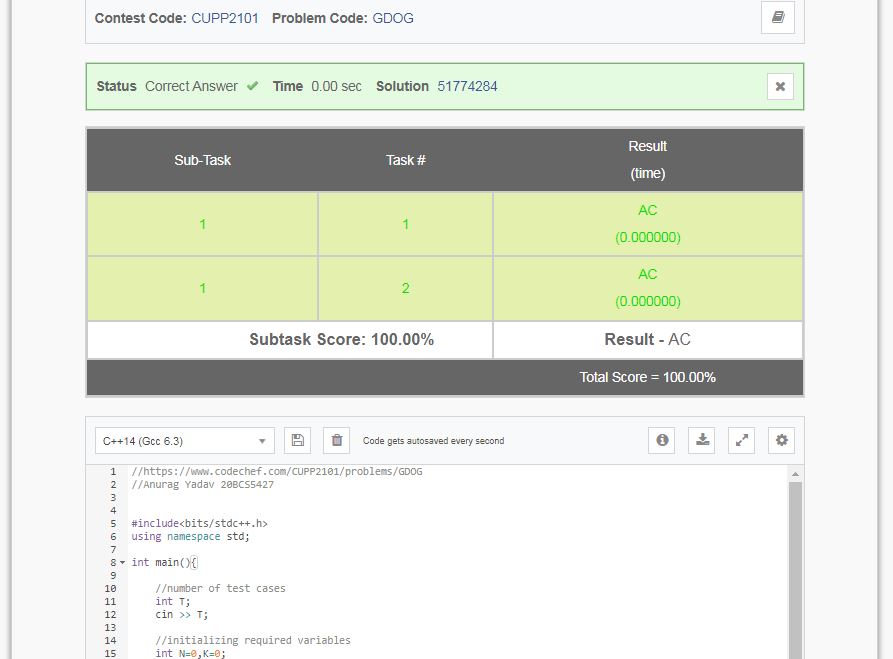 Contest Code: CUPP2101 Problem Code: GDOG
Status Correct Answer ✔ Time 0.00 sec Solution 51774284
Sub-Task Task # Result (time)
1 1 AC (0.000000)
1 2 AC (0.000000)
Subtask Score: 100.00% Result - AC
Total Score = 100.00%
C++14 (Gcc 6.3) Code gets autosaved every second
1 //https://www.codechef.com/CUPP2101/problems/GDOG
2 //Anurag Yadav 20BCS5427
3
4
5 #include<bits/stdc++.h>
6 using namespace std;
7
8 int main(){
9
10 //number of test cases
11 int T;
12 cin >> T;
13
14 //initializing required variables
15 int N=0,K=0;